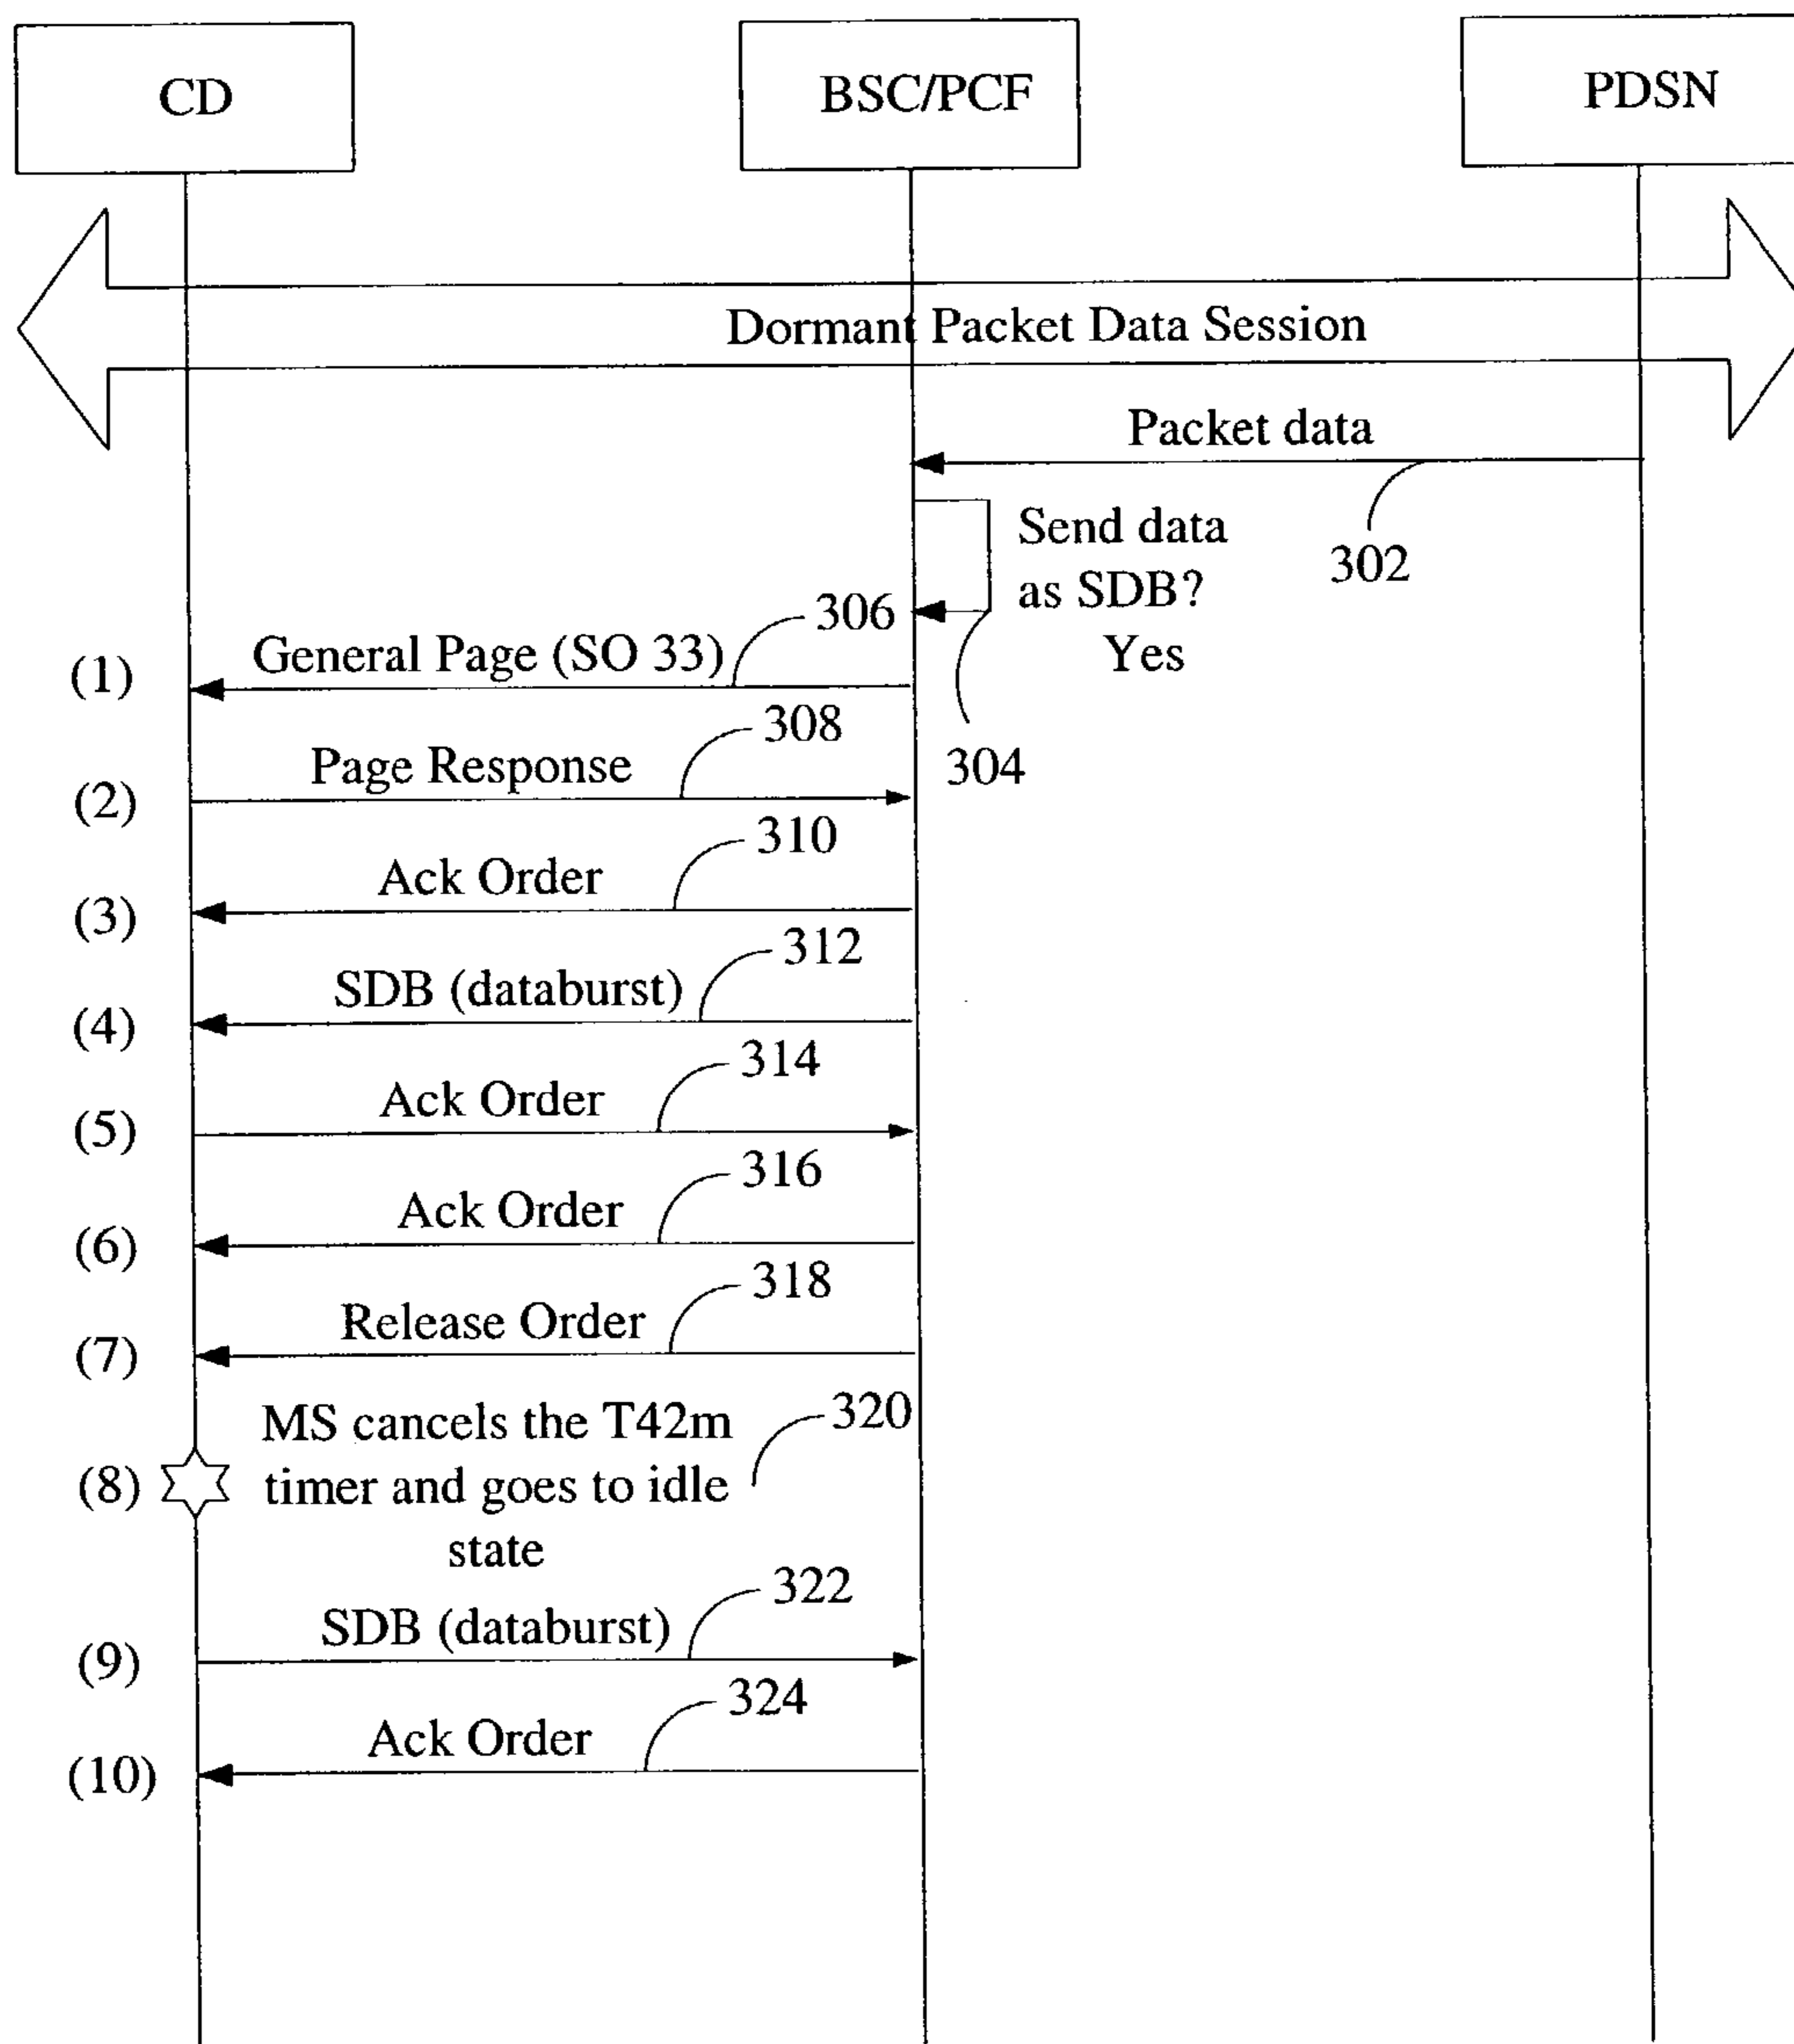 CD
BSC/PCF
PDSN
Dormant Packet Data Session
Packet data
302
Send data
as SDB?
Yes
304
306
(1)
General Page (SO 33)
308
(2)
Page Response
310
(3)
Ack Order
312
(4)
SDB (databurst)
314
(5)
Ack Order
316
(6)
Ack Order
318
(7)
Release Order
320
(8)
MS cancels the T42m
timer and goes to idle
state
322
(9)
SDB (databurst)
324
(10)
Ack Order